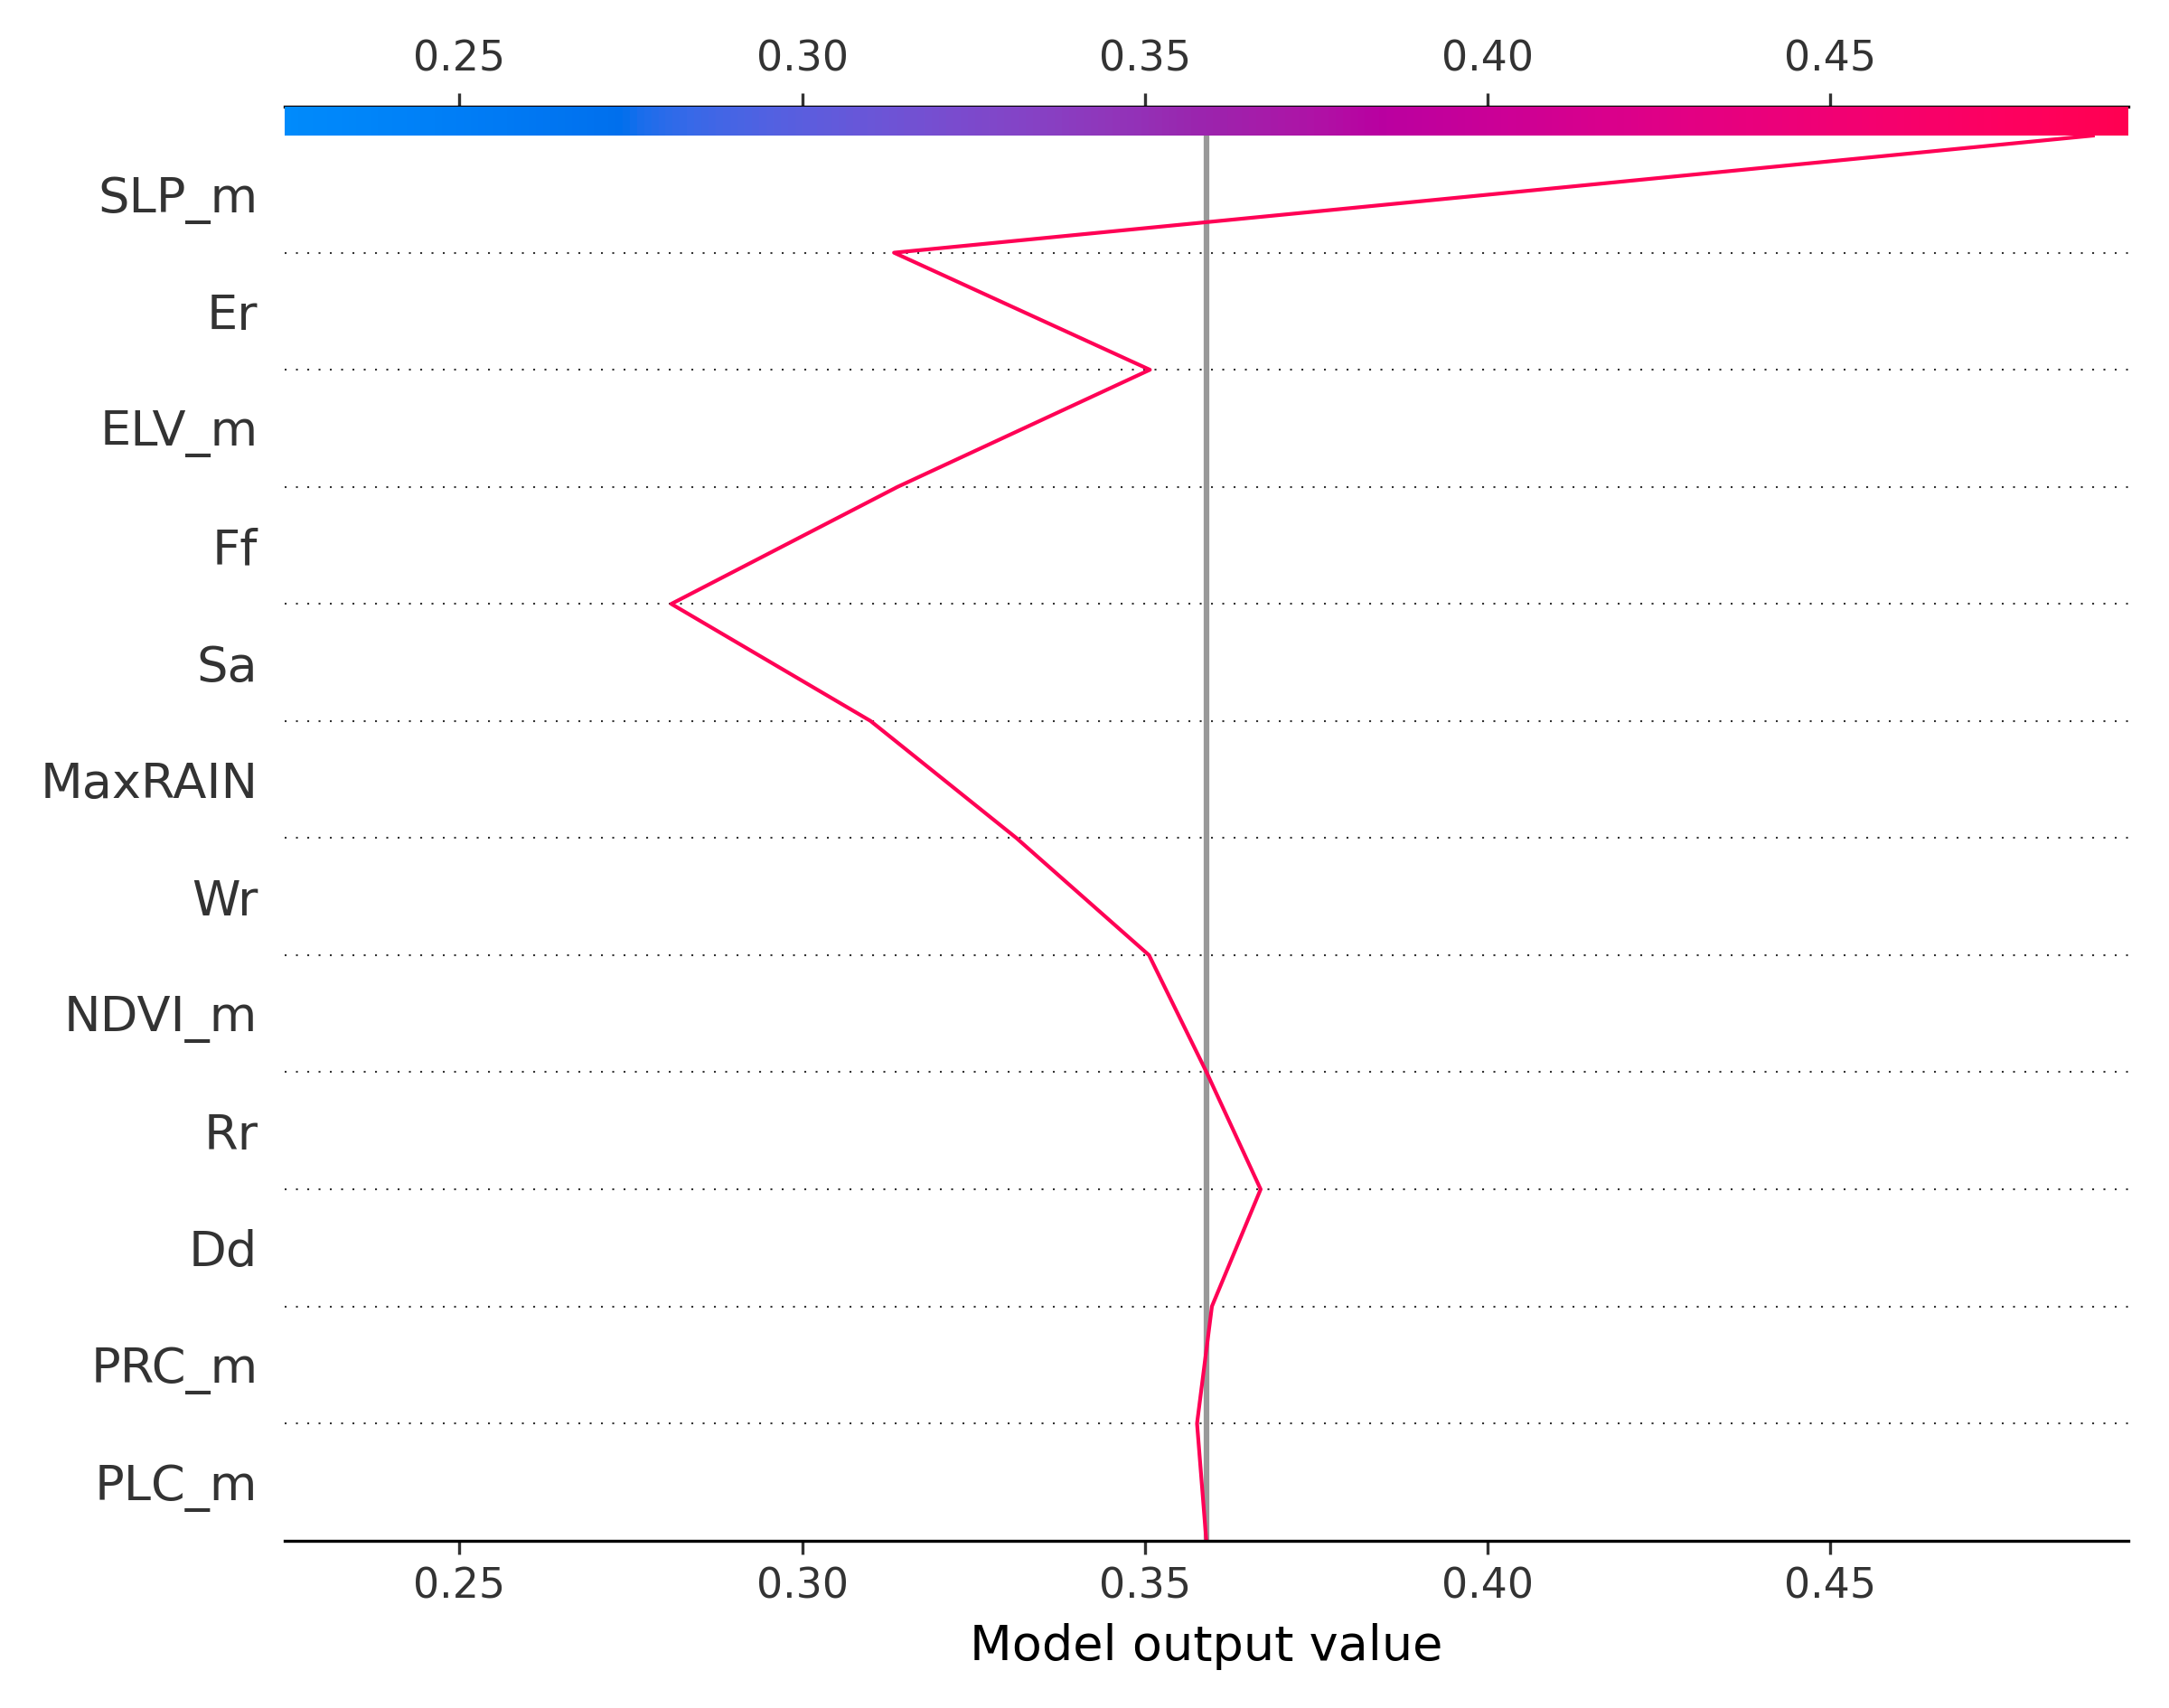 0.25 0.30 0.35 0.40 0.45
SLP_m
Er
ELV_m
Ff
Sa
MaxRAIN
Wr
NDVI_m
Rr
Dd
PRC_m
PLC_m
0.25 0.30 0.35 0.40 0.45
Model output value